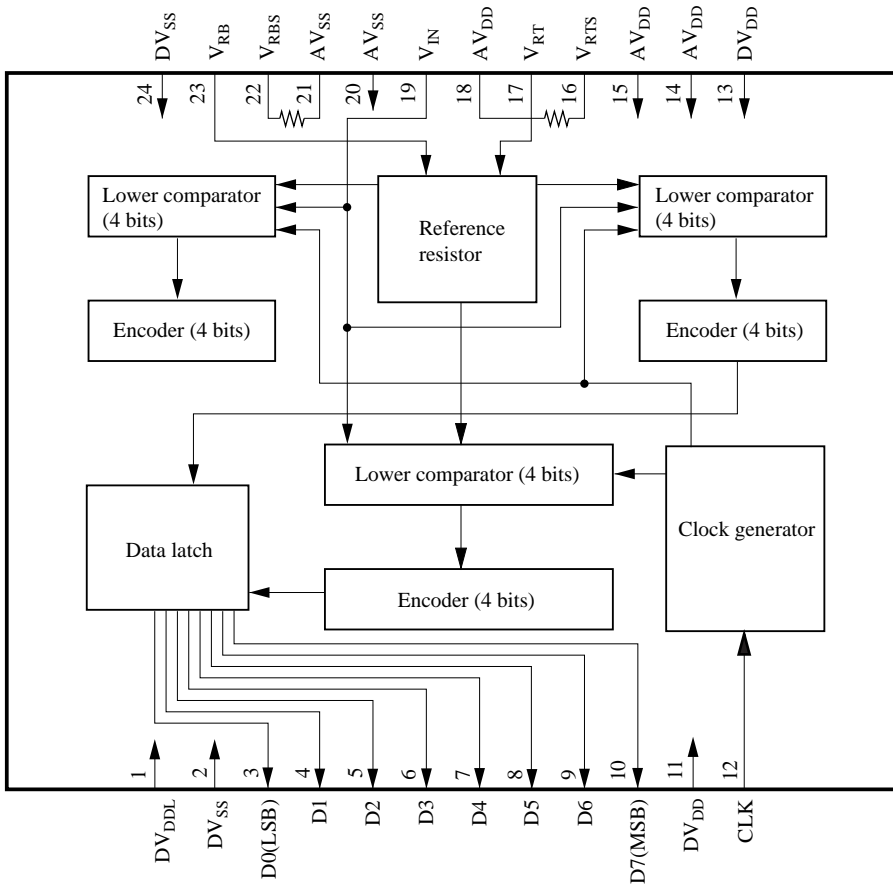 DVSS
VRB
VRBS
AVSS
AVSS
VIN
AVDD
VRT
VRTS
AVDD
AVDD
DVDD
24
23
22
21
20
19
18
17
16
15
14
13
Lower comparator
(4 bits)
Reference
resistor
Lower comparator
(4 bits)
Encoder (4 bits)
Encoder (4 bits)
Lower comparator (4 bits)
Data latch
Clock generator
Encoder (4 bits)
1
2
3
4
5
6
7
8
9
10
11
12
DVDDL
DVSS
D0(LSB)
D1
D2
D3
D4
D5
D6
D7(MSB)
DVDD
CLK